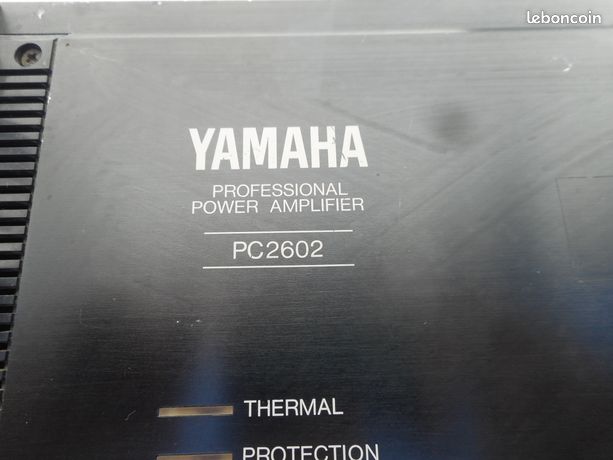 leboncoin
YAMAHA
PROFESSIONAL
POWER AMPLIFIER
PC2602
THERMAL
PROTECTION